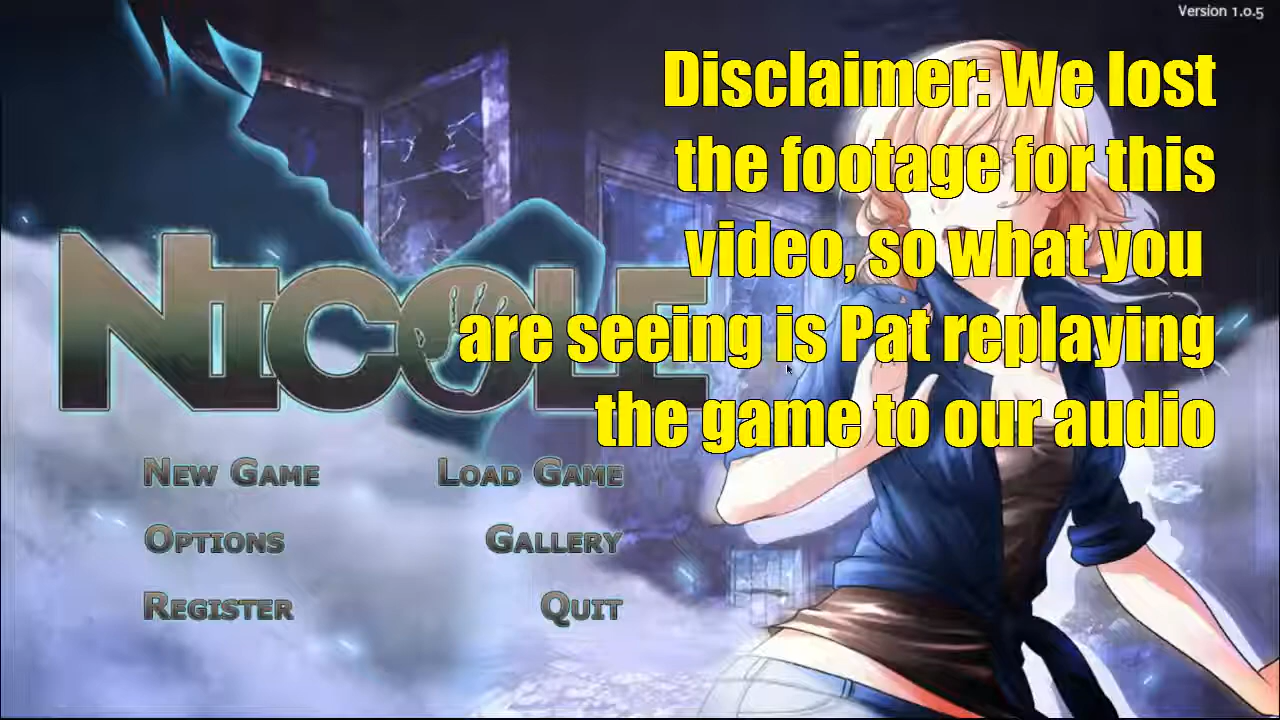 Version 1.0.5
Disclaimer: We lost
the footage for this
video, so what you
are seeing is Pat replaying
the game to our audio
NICOLE
NEW GAME
LOAD GAME
OPTIONS
GALLERY
REGISTER
QUIT